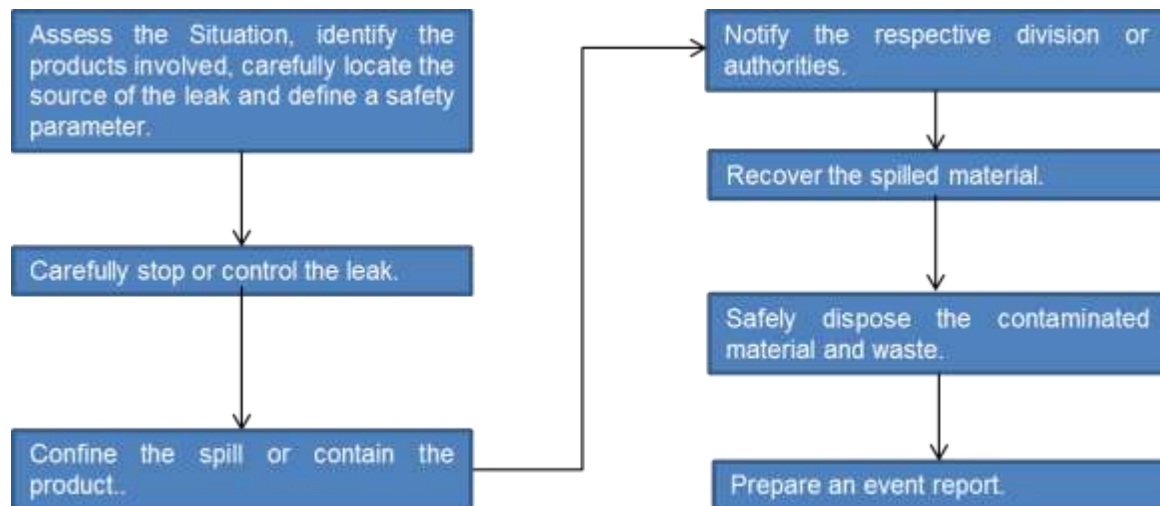 Assess the Situation, identify the
products involved, carefully locate the
source of the leak and define a safety
parameter.
Carefully stop or control the leak.
Confine the spill or contain the
product..
Notify the respective division or
authorities.
Recover the spilled material.
Safely dispose the contaminated
material and waste.
Prepare an event report.